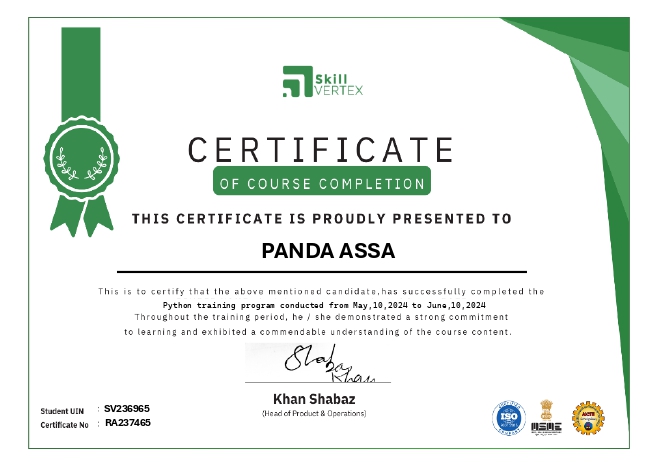 Skill
VERTEX
CERTIFICATE
OF COURSE COMPLETION
THIS CERTIFICATE IS PROUDLY PRESENTED TO
PANDA ASSA
This is to certify that the above mentioned candidate,has successfully completed the
Python training program conducted from May,10,2024 to June,10,2024
Throughout the training period, he / she demonstrated a strong commitment
to learning and exhibited a commendable understanding of the course content.
Shabaz
Khan
Khan Shabaz
(Head of Product & Operations)
Student UIN : SV236965
Certificate No : RA237465
ISO
MSME
AICTE